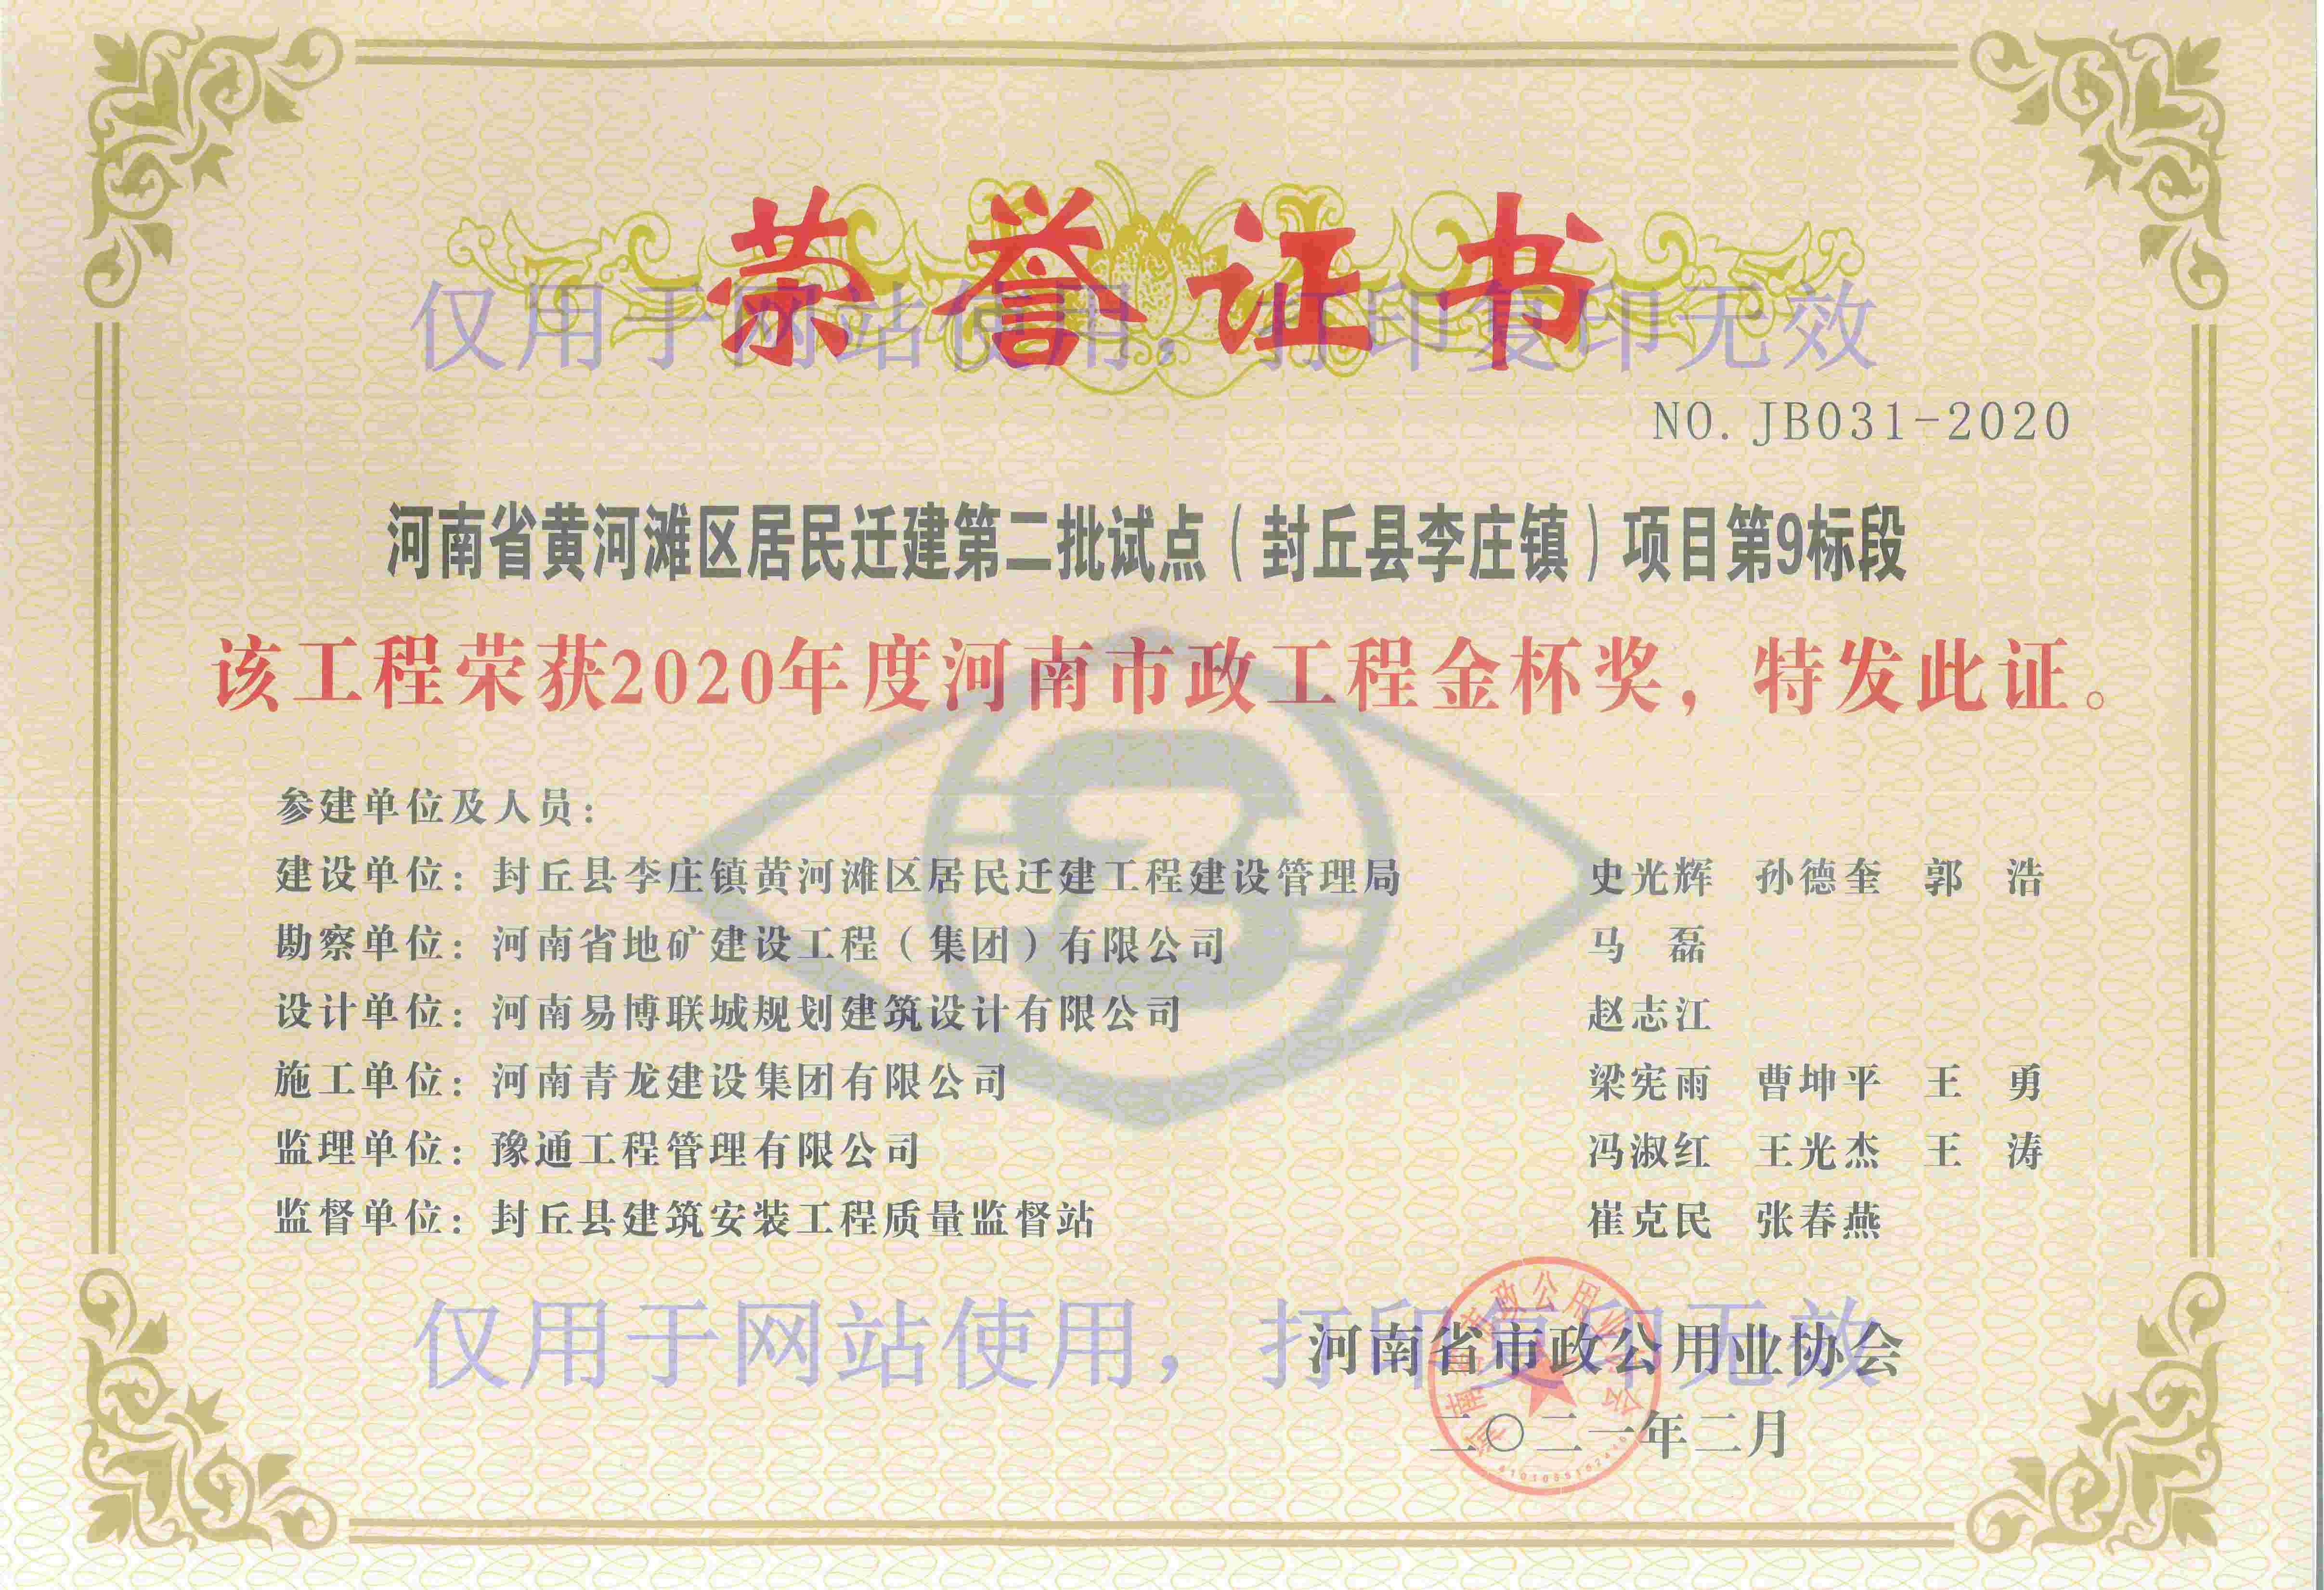 荣誉证书
仅用于网站使用，打印复印无效
NO. JB031-2020
河南省黄河滩区居民迁建第二批试点（封丘县李庄镇）项目第9标段
该工程荣获2020年度河南市政工程金杯奖，特发此证。
参建单位及人员：
建设单位：封丘县李庄镇黄河滩区居民迁建工程建设管理局 史光辉 孙德奎 郭 浩
勘察单位：河南省地矿建设工程（集团）有限公司 马 磊
设计单位：河南易博联城规划建筑设计有限公司 赵志江
施工单位：河南青龙建设集团有限公司 梁宪雨 曹坤平 王 勇
监理单位：豫通工程管理有限公司 冯淑红 王光杰 王 涛
监督单位：封丘县建筑安装工程质量监督站 崔克民 张春燕
仅用于网站使用，打印复印无效
河南省市政公用业协会
二〇二一年二月